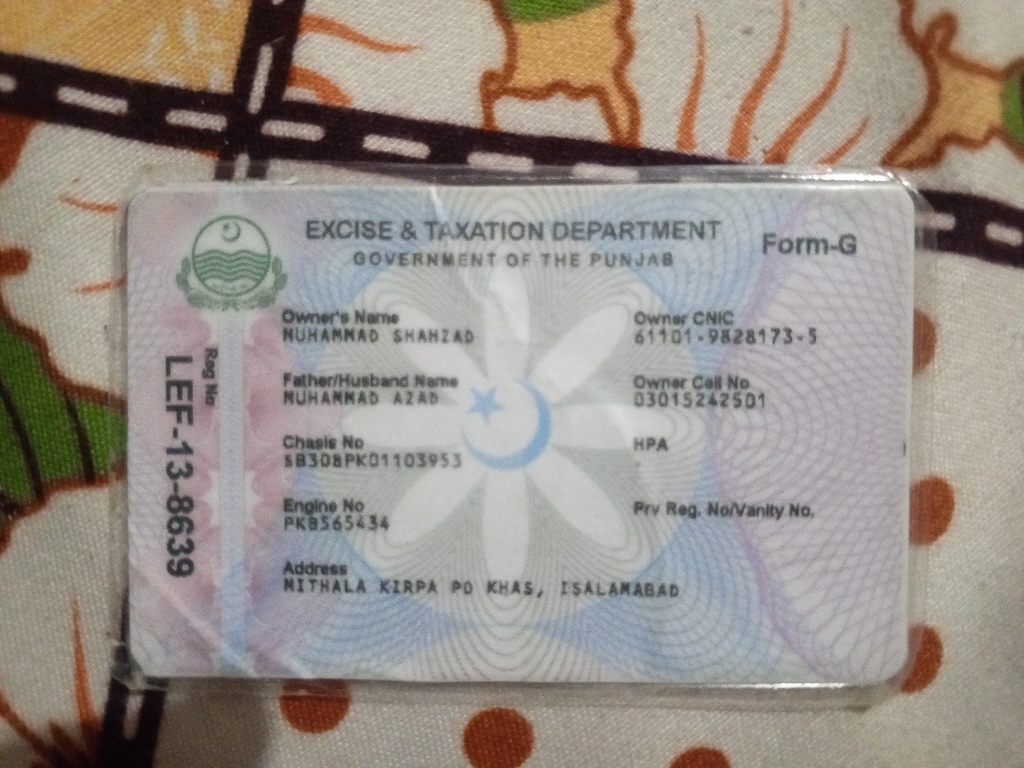 EXCISE & TAXATION DEPARTMENT
GOVERNMENT OF THE PUNJAB
Form-G
Reg No
LEF-13-8639
Owner's Name
MUHAMMAD SHAHZAD
Owner CNIC
61101-9828173-5
Father/Husband Name
MUHAMMAD AZAD
Owner Cell No
03015242501
Chasis No
SB308PK01103953
HPA
Engine No
PKB565434
Prv Reg. No/Vanity No.
Address
MITHALA KIRPA PO KHAS, ISALAMABAD